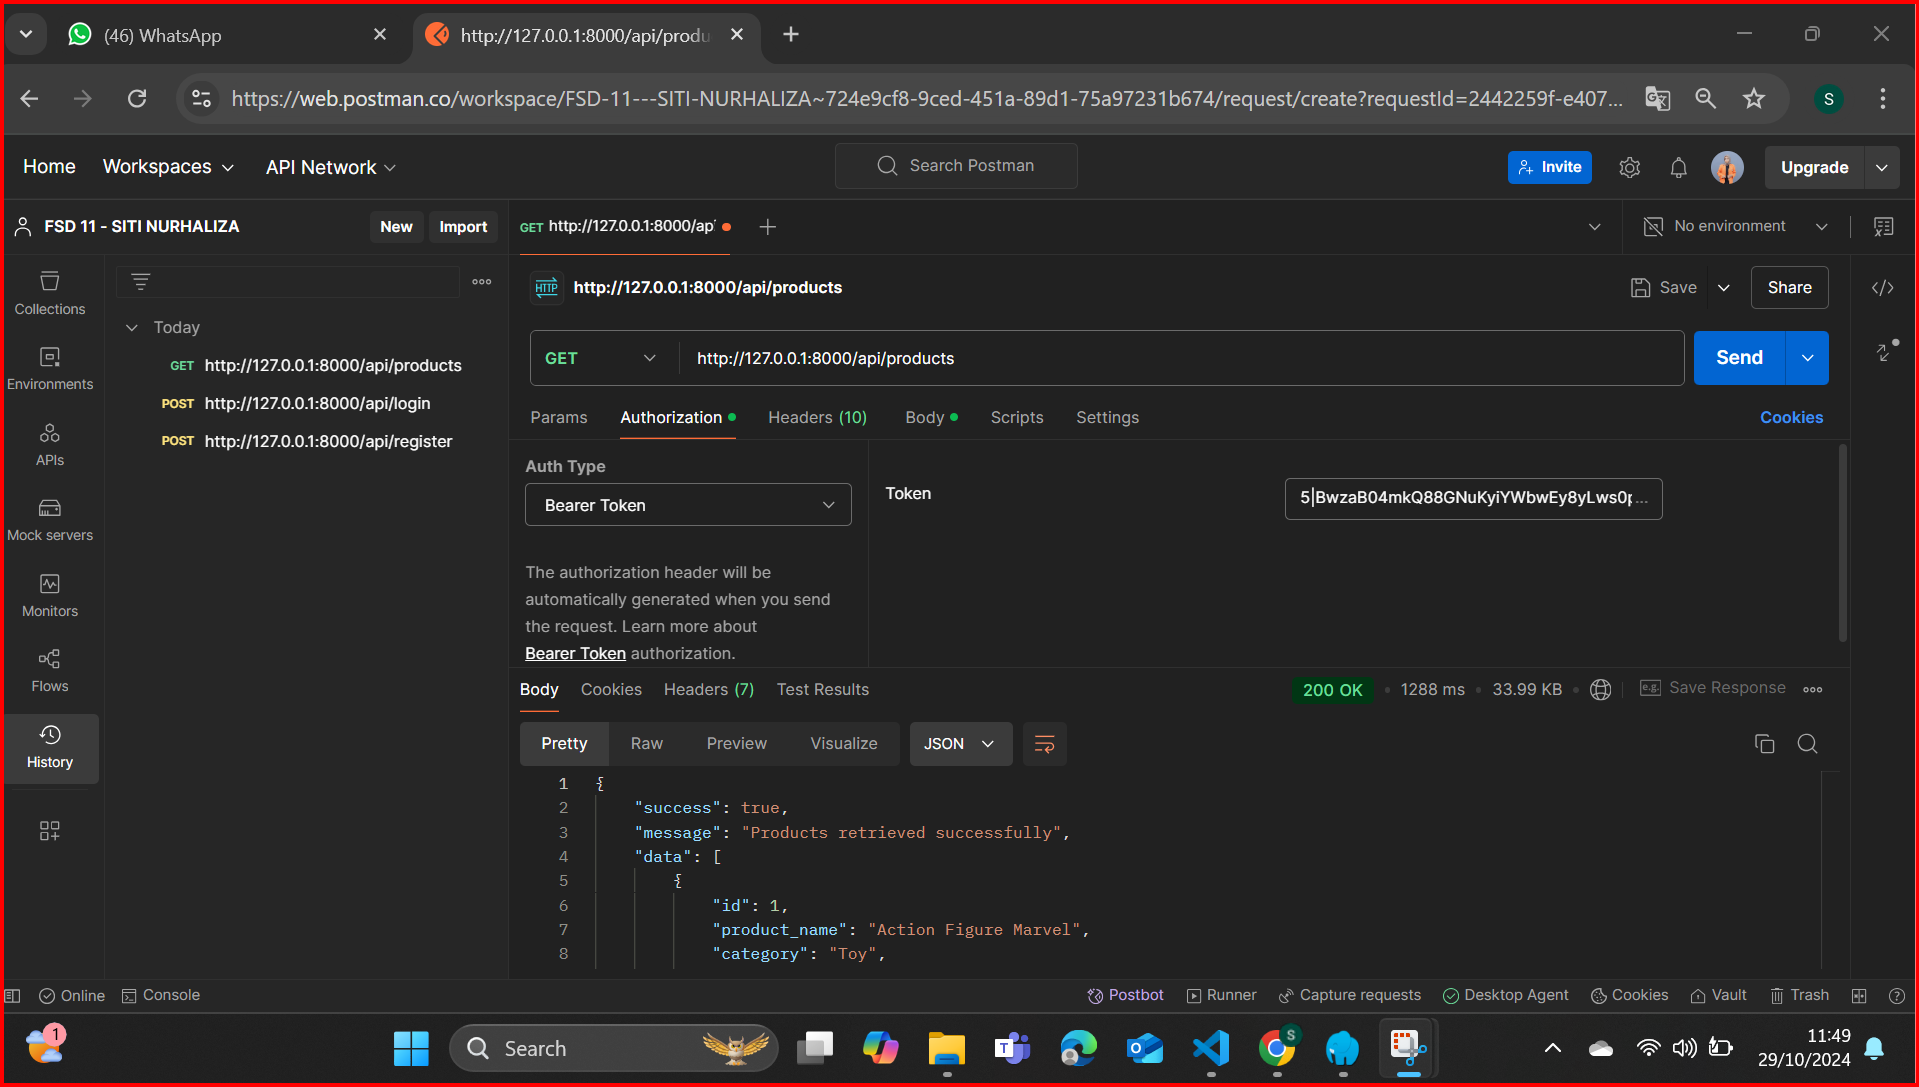 (46) WhatsApp
http://127.0.0.1:8000/api/produ
https://web.postman.co/workspace/FSD-11---SITI-NURHALIZA~724e9cf8-9ced-451a-89d1-75a97231b674/request/create?requestId=2442259f-e407...
S
Home
Workspaces
API Network
Search Postman
Invite
Upgrade
FSD 11 - SITI NURHALIZA
New
Import
GET http://127.0.0.1:8000/ap
No environment
Collections
Environments
APIs
Mock servers
Monitors
Flows
History
Today
GET http://127.0.0.1:8000/api/products
POST http://127.0.0.1:8000/api/login
POST http://127.0.0.1:8000/api/register
HTTP http://127.0.0.1:8000/api/products
Save
Share
GET http://127.0.0.1:8000/api/products
Send
Params
Authorization
Headers (10)
Body
Scripts
Settings
Cookies
Auth Type
Bearer Token
The authorization header will be
automatically generated when you send
the request. Learn more about
Bearer Token authorization.
Token
5|BwzaB04mkQ88GNuKyiYWbwEy8yLws0p...
Body
Cookies
Headers (7)
Test Results
200 OK
1288 ms
33.99 KB
e.g. Save Response
Pretty
Raw
Preview
Visualize
JSON
1 {
2 "success": true,
3 "message": "Products retrieved successfully",
4 "data": [
5 {
6 "id": 1,
7 "product_name": "Action Figure Marvel",
8 "category": "Toy",
Online
Console
Postbot
Runner
Capture requests
Desktop Agent
Cookies
Vault
Trash
1
Search
T
S
11:49
29/10/2024